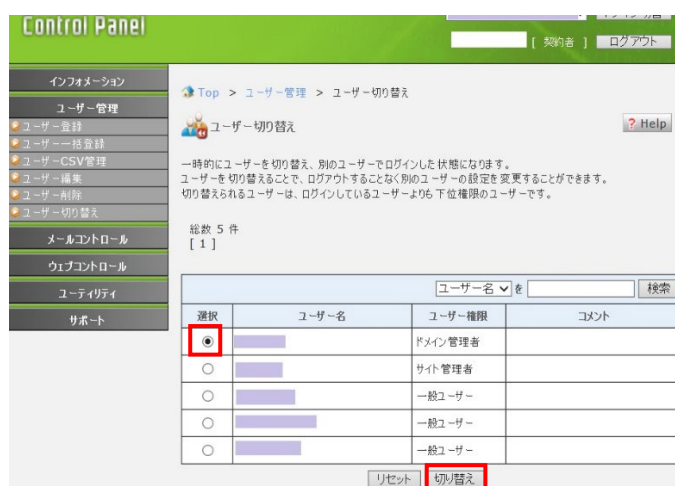 Control Panel
[ 契約者 ] ログアウト
インフォメーション
ユーザー管理
ユーザー登録
ユーザー一括登録
ユーザーCSV管理
ユーザー編集
ユーザー削除
ユーザー切り替え
メールコントロール
ウェブコントロール
ユーティリティ
サポート
Top > ユーザー管理 > ユーザー切り替え
ユーザー切り替え
? Help
一時的にユーザーを切り替え、別のユーザーでログインした状態になります。
ユーザーを切り替えることで、ログアウトすることなく別のユーザーの設定を変更することができます。
切り替えられるユーザーは、ログインしているユーザーよりも下位権限のユーザーです。
総数 5 件
[ 1 ]
ユーザー名 を 検索
選択 ユーザー名 ユーザー権限 コメント
ドメイン管理者
サイト管理者
一般ユーザー
一般ユーザー
一般ユーザー
リセット 切り替え